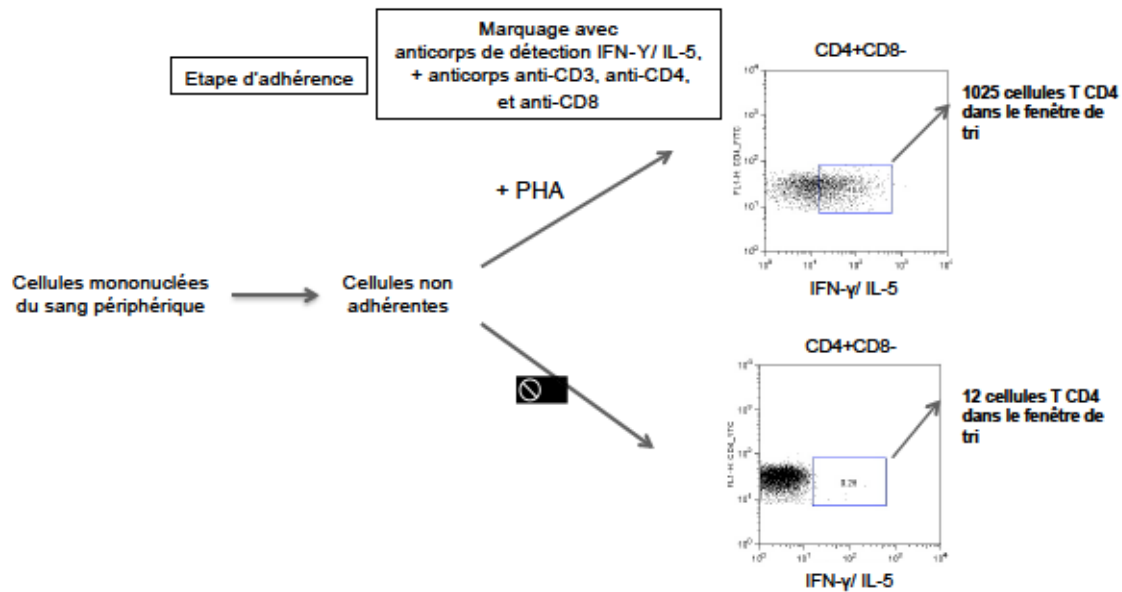 Marquage avec
anticorps de détection IFN-Y/ IL-5,
+ anticorps anti-CD3, anti-CD4,
et anti-CD8
Etape d'adhérence
CD4+CD8-
1025 cellules T CD4
dans le fenêtre de
tri
+ PHA
IFN-γ/ IL-5
Cellules mononuclées
du sang périphérique
Cellules non
adhérentes
CD4+CD8-
12 cellules T CD4
dans le fenêtre de
tri
IFN-γ/ IL-5